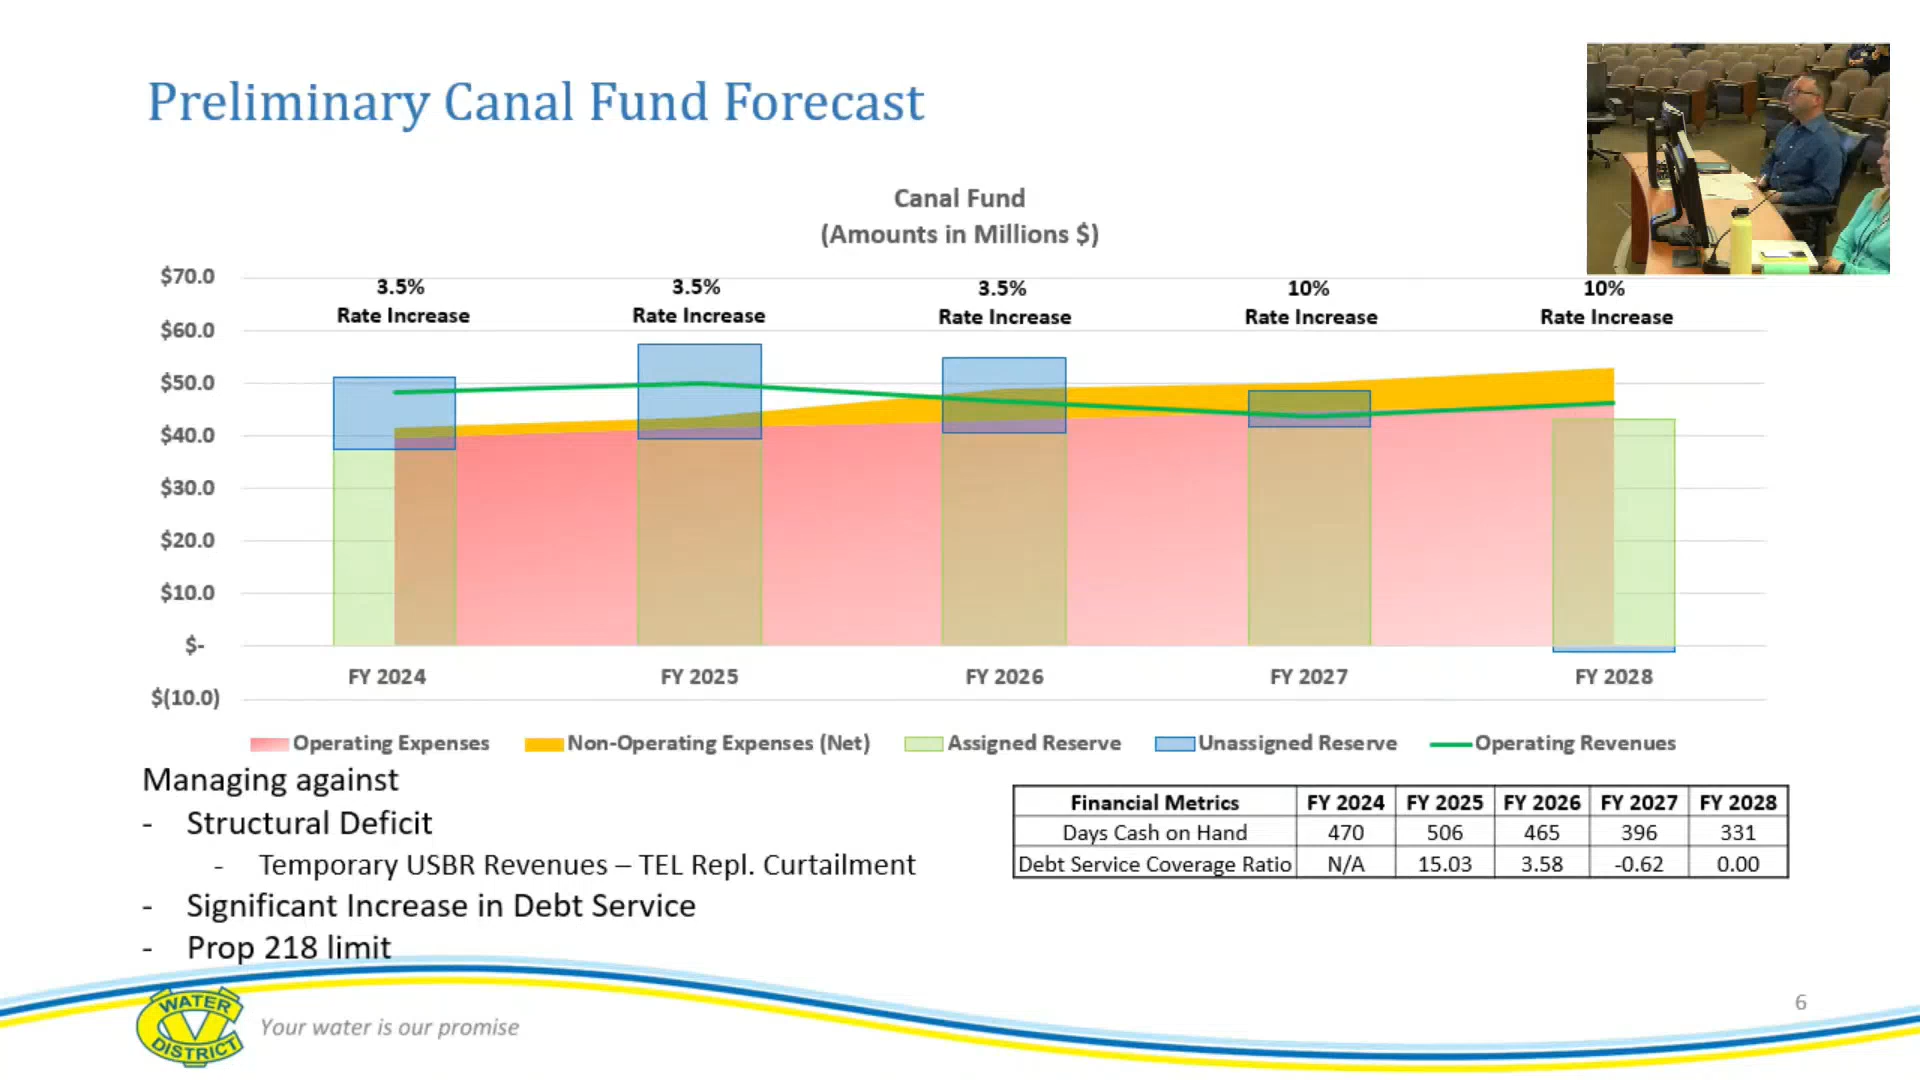 Preliminary Canal Fund Forecast
Canal Fund
(Amounts in Millions $)
$70.0
$60.0
$50.0
$40.0
$30.0
$20.0
$10.0
$-
$(10.0)
3.5%
Rate Increase
3.5%
Rate Increase
3.5%
Rate Increase
10%
Rate Increase
10%
Rate Increase
FY 2024 FY 2025 FY 2026 FY 2027 FY 2028
Operating Expenses Non-Operating Expenses (Net) Assigned Reserve Unassigned Reserve Operating Revenues
Managing against
- Structural Deficit
- Temporary USBR Revenues – TEL Repl. Curtailment
- Significant Increase in Debt Service
- Prop 218 limit
Financial Metrics FY 2024 FY 2025 FY 2026 FY 2027 FY 2028
Days Cash on Hand 470 506 465 396 331
Debt Service Coverage Ratio N/A 15.03 3.58 -0.62 0.00
WATER
CV
DISTRICT
Your water is our promise
6